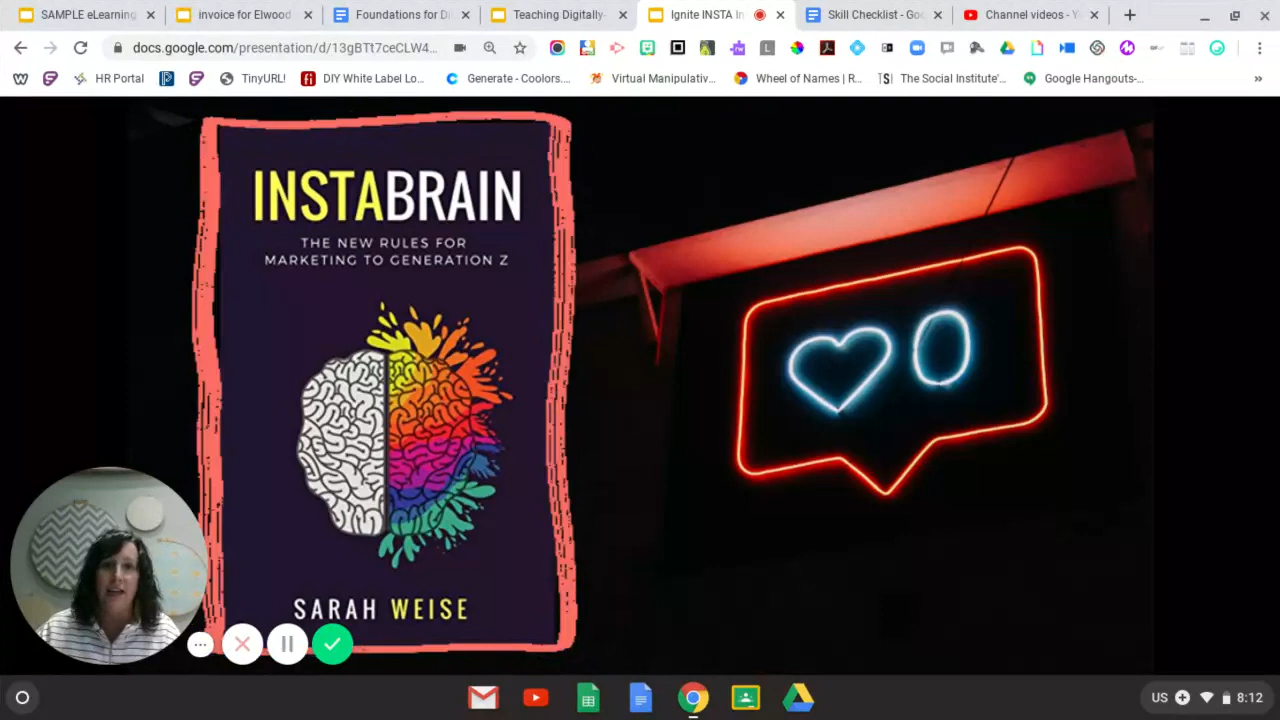 SAMPLE eLearning
invoice for Elwood
Foundations for Di
Teaching Digitally-
Ignite INSTA In
Skill Checklist - Goo
Channel videos - Y
docs.google.com/presentation/d/13gBTt7ceCLW4...
HR Portal
TinyURL!
DIY White Label Lo...
Generate - Coolors....
Virtual Manipulativ...
Wheel of Names | R...
The Social Institute'...
Google Hangouts-...
INSTABRAIN
THE NEW RULES FOR
MARKETING TO GENERATION Z
0
SARAH WEISE
US
8:12